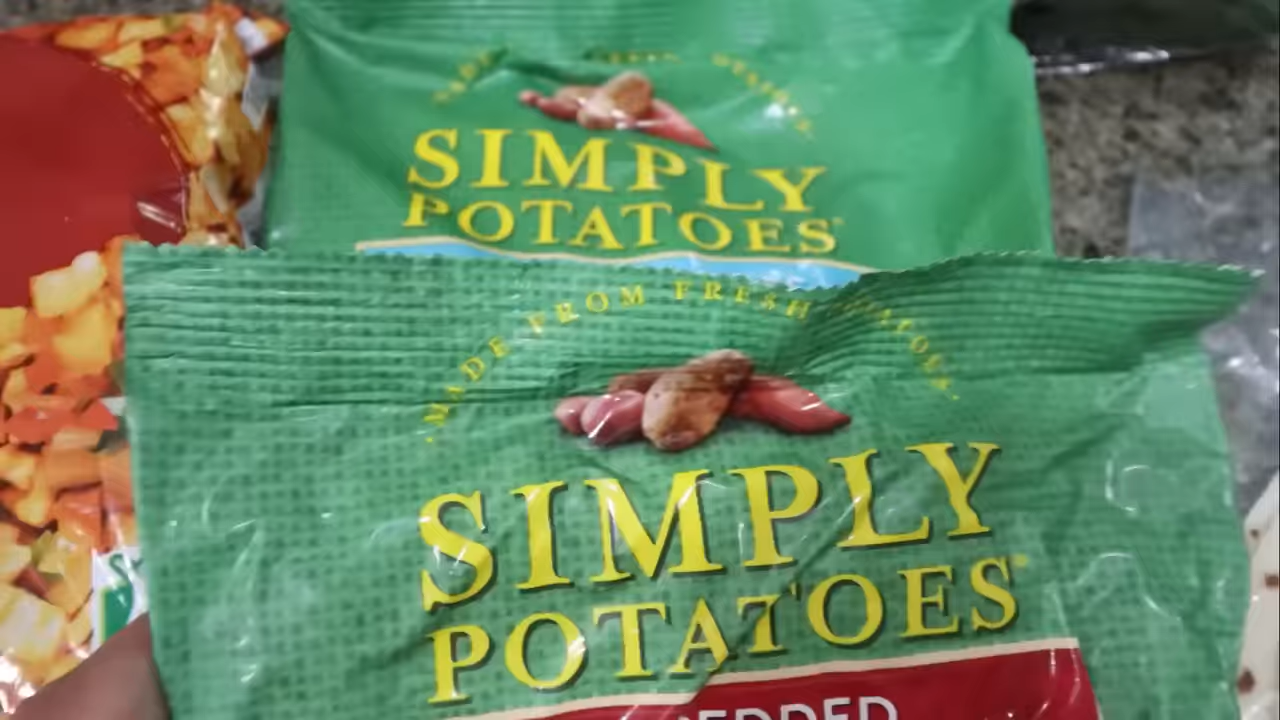 SIMPLY
POTATOES
MADE FROM FRESH POTATOES
SIMPLY
POTATOES